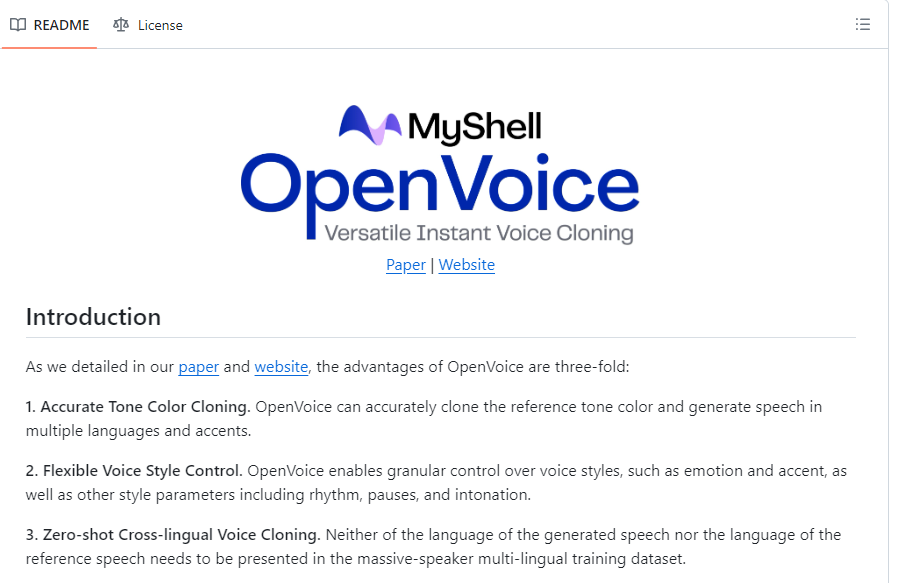 README
License
MyShell
OpenVoice
Versatile Instant Voice Cloning
Paper | Website
Introduction
As we detailed in our paper and website, the advantages of OpenVoice are three-fold:
1. Accurate Tone Color Cloning. OpenVoice can accurately clone the reference tone color and generate speech in
multiple languages and accents.
2. Flexible Voice Style Control. OpenVoice enables granular control over voice styles, such as emotion and accent, as
well as other style parameters including rhythm, pauses, and intonation.
3. Zero-shot Cross-lingual Voice Cloning. Neither of the language of the generated speech nor the language of the
reference speech needs to be presented in the massive-speaker multi-lingual training dataset.